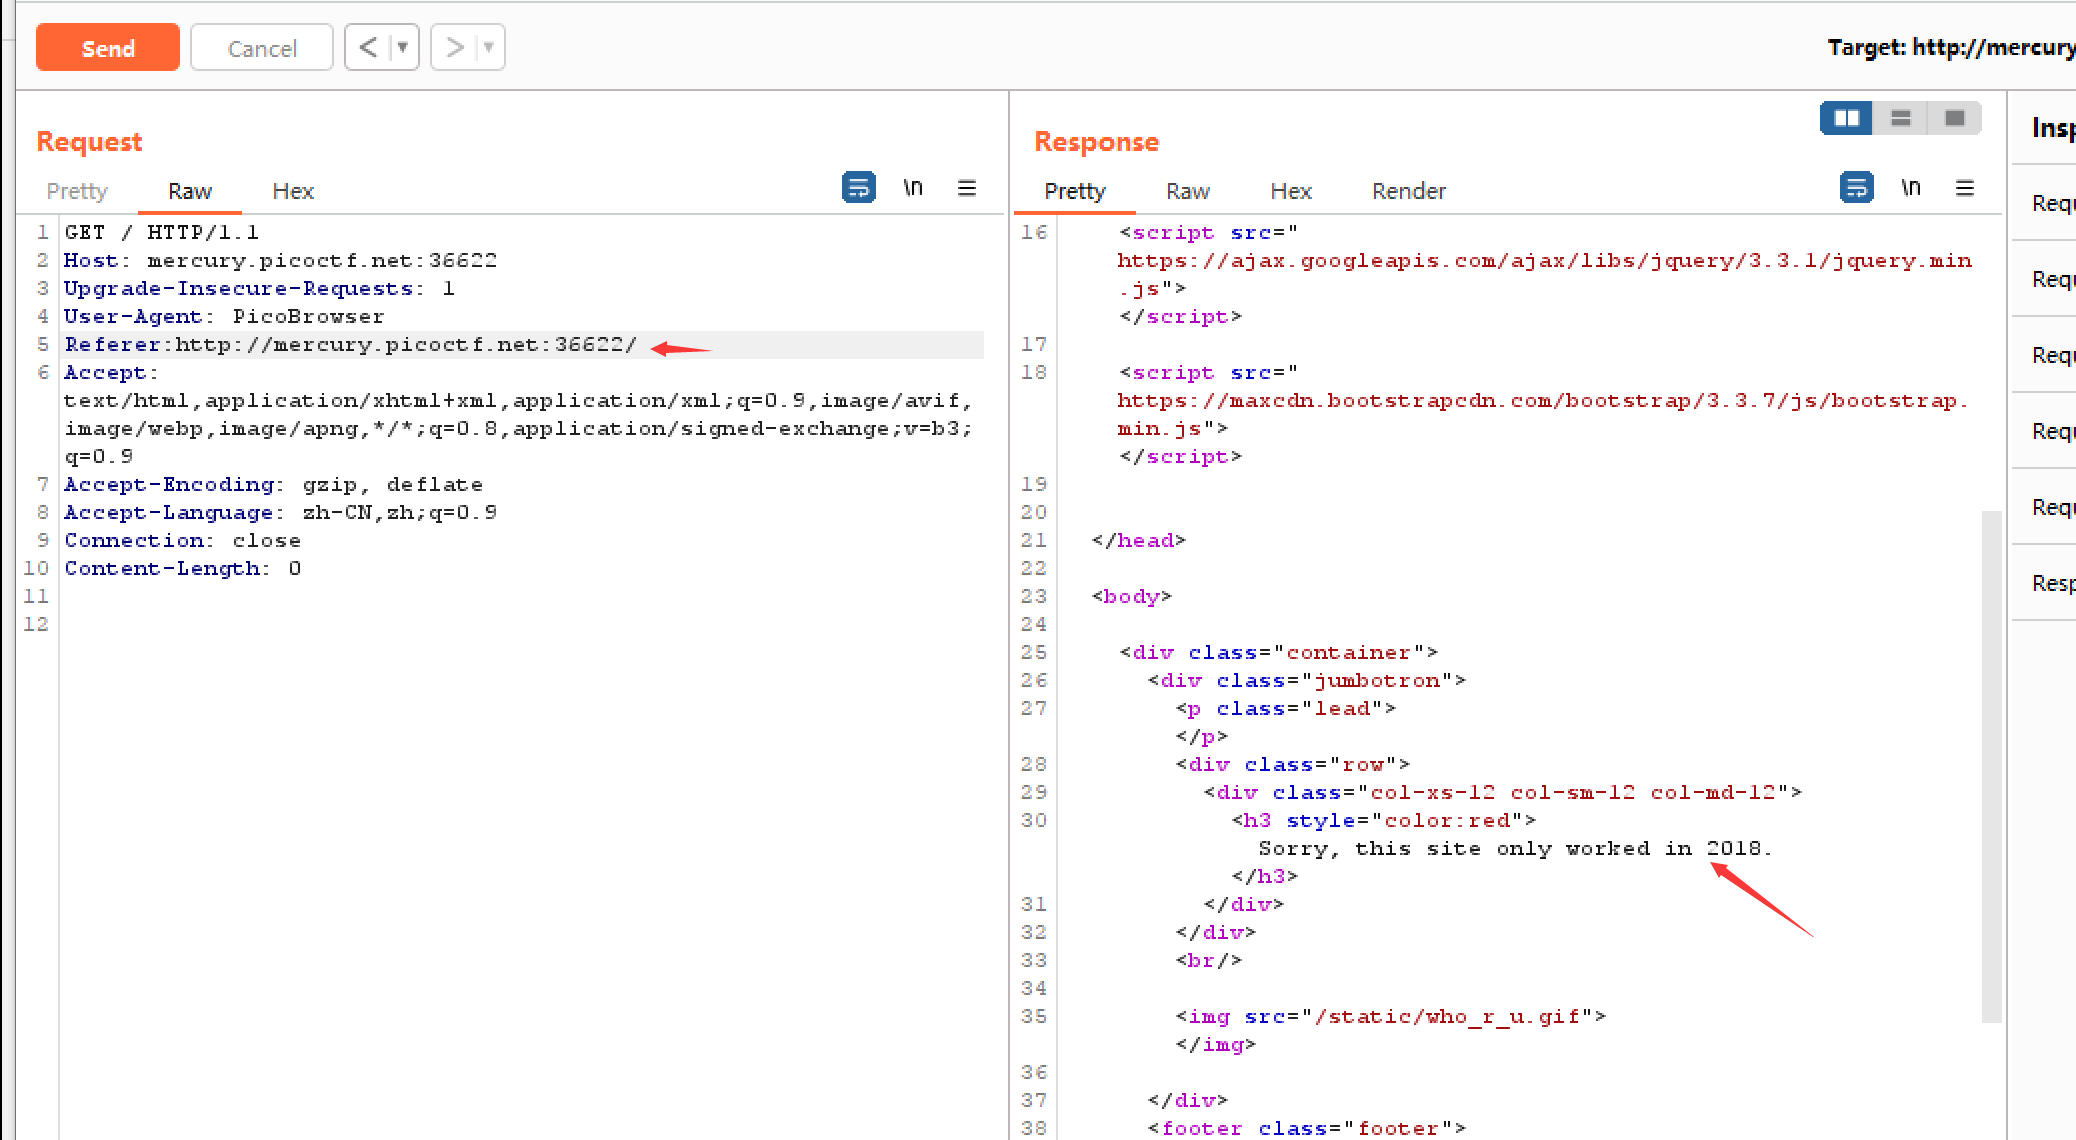 Send Cancel < ▼ > ▼ Target: http://mercury
Request
Pretty Raw Hex \n
1 GET / HTTP/1.1
2 Host: mercury.picoctf.net:36622
3 Upgrade-Insecure-Requests: 1
4 User-Agent: PicoBrowser
5 Referer:http://mercury.picoctf.net:36622/
6 Accept:
text/html,application/xhtml+xml,application/xml;q=0.9,image/avif,
image/webp,image/apng,*/*;q=0.8,application/signed-exchange;v=b3;
q=0.9
7 Accept-Encoding: gzip, deflate
8 Accept-Language: zh-CN,zh;q=0.9
9 Connection: close
10 Content-Length: 0
11
12
Response
Pretty Raw Hex Render \n
16 <script src="
https://ajax.googleapis.com/ajax/libs/jquery/3.3.1/jquery.min
.js">
</script>
17
18 <script src="
https://maxcdn.bootstrapcdn.com/bootstrap/3.3.7/js/bootstrap.
min.js">
</script>
19
20
21 </head>
22
23 <body>
24
25 <div class="container">
26 <div class="jumbotron">
27 <p class="lead">
</p>
28 <div class="row">
29 <div class="col-xs-12 col-sm-12 col-md-12">
30 <h3 style="color:red">
Sorry, this site only worked in 2018.
</h3>
31 </div>
32 </div>
33 <br/>
34
35 <img src="/static/who_r_u.gif">
</img>
36
37 </div>
38 <footer class="footer">
Insp
Requ
Requ
Requ
Requ
Requ
Resp